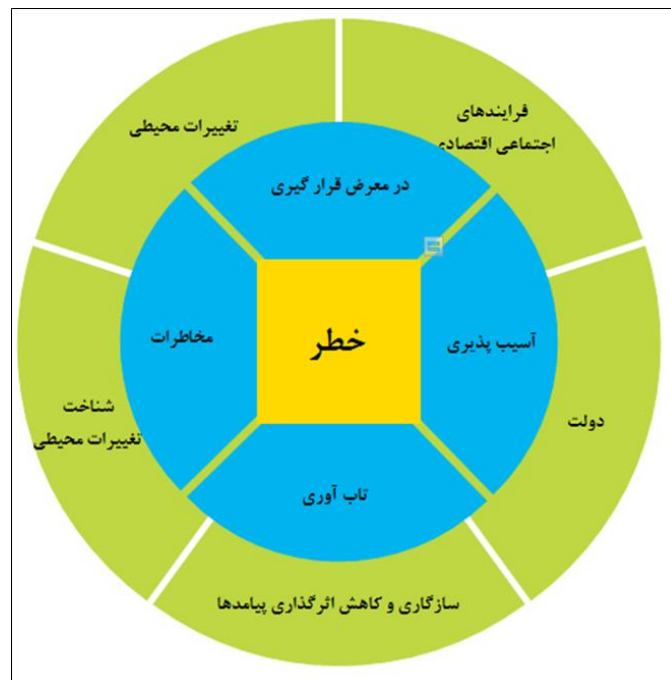 فرایندهای
اجتماعی اقتصادی
تغییرات محیطی
در معرض قرار گیری
آسیب پذیری
خطر
مخاطرات
دولت
شناخت
تغییرات محیطی
تاب آوری
سازگاری و کاهش اثرگذاری پیامدها